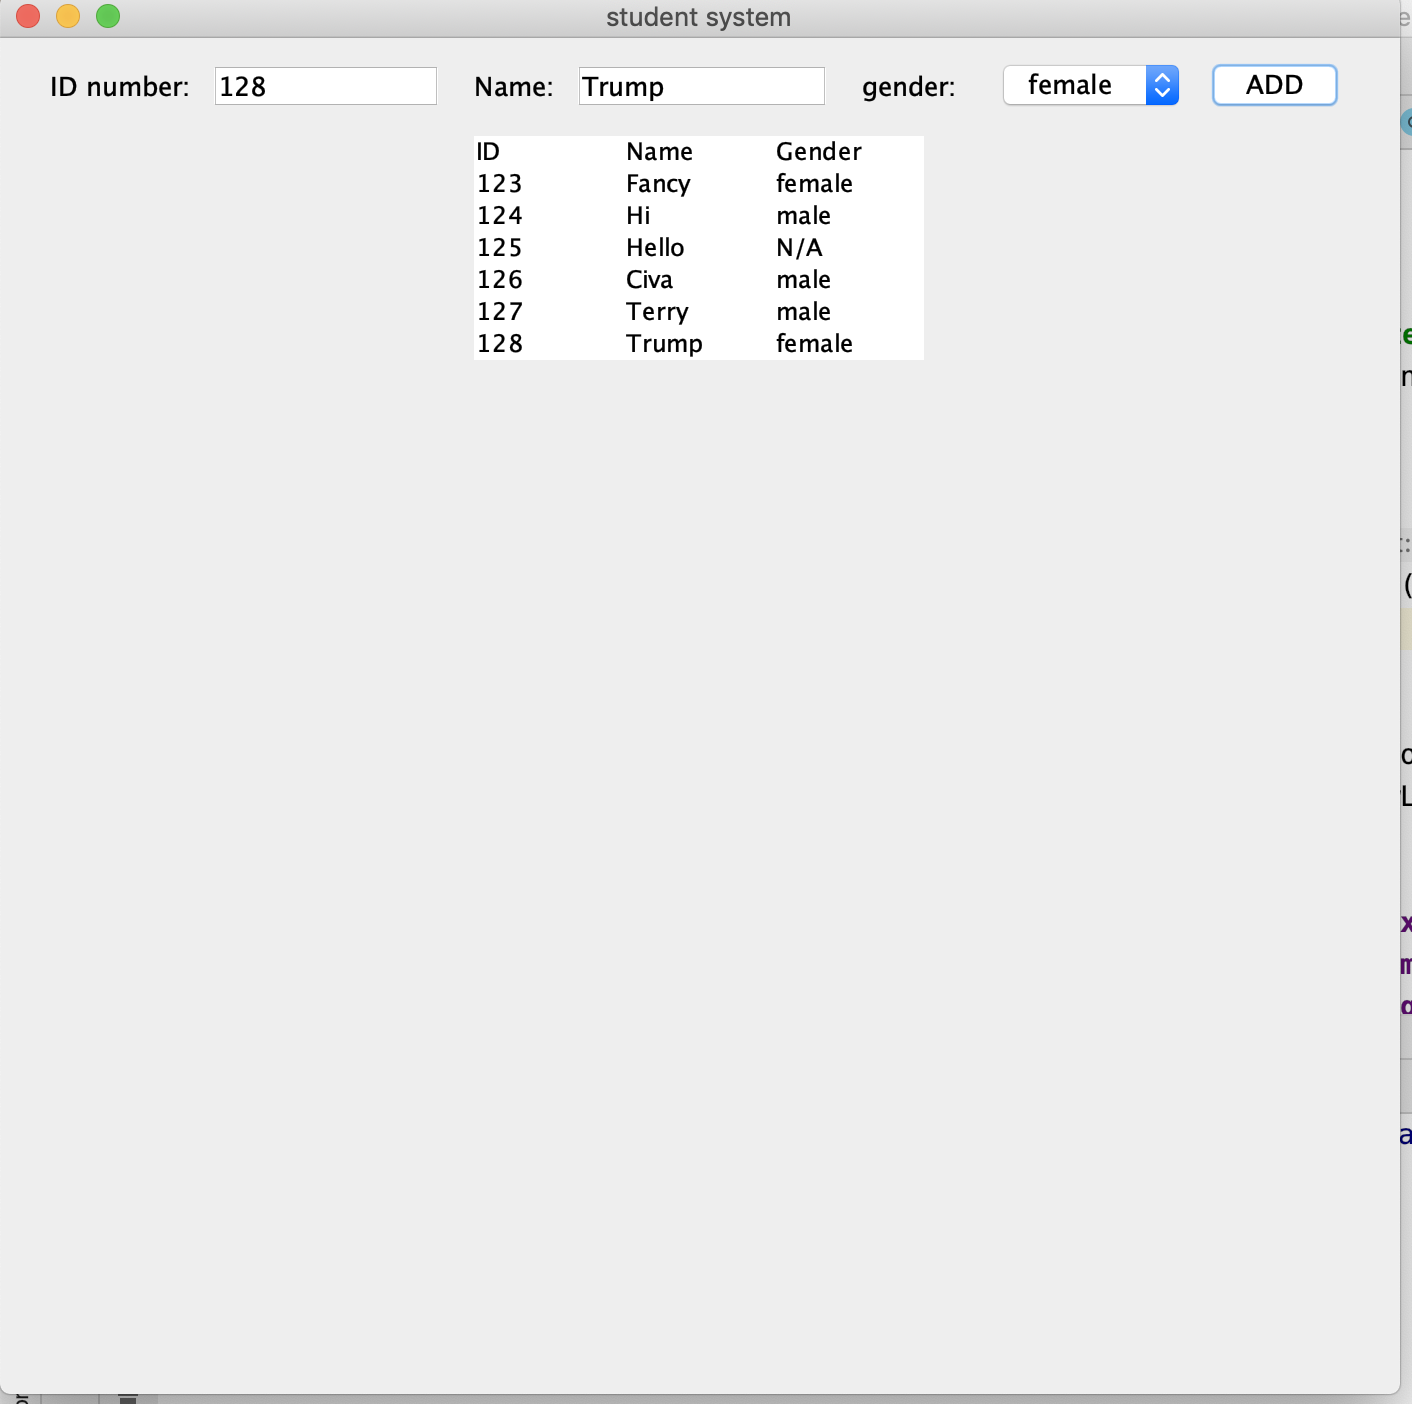 student system
ID number: 128 Name: Trump gender: female ADD
ID Name Gender
123 Fancy female
124 Hi male
125 Hello N/A
126 Civa male
127 Terry male
128 Trump female